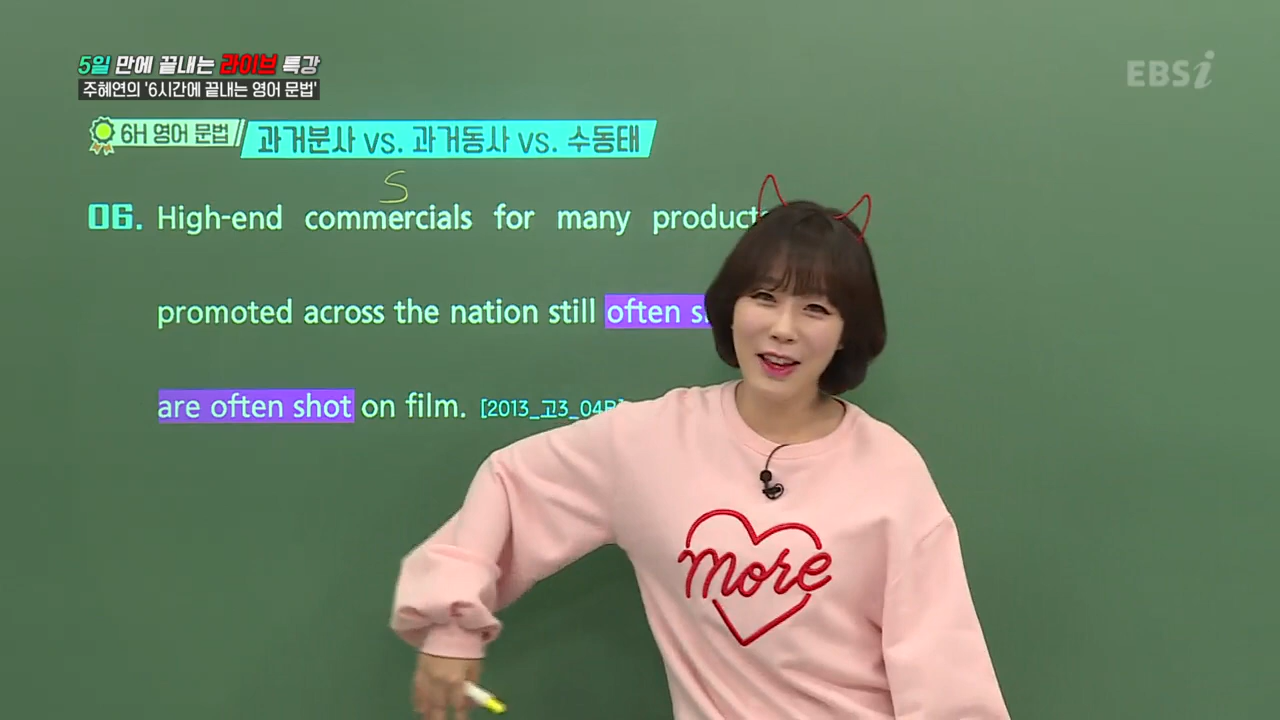 5일 만에 끝내는 라이브 특강
주혜연의 '6시간에 끝내는 영어 문법'
EBSi
6H 영어 문법
과거분사 vs. 과거동사 vs. 수동태
S
06. High-end commercials for many
promoted across the nation still often
are often shot on film. [2013_고3_04
more